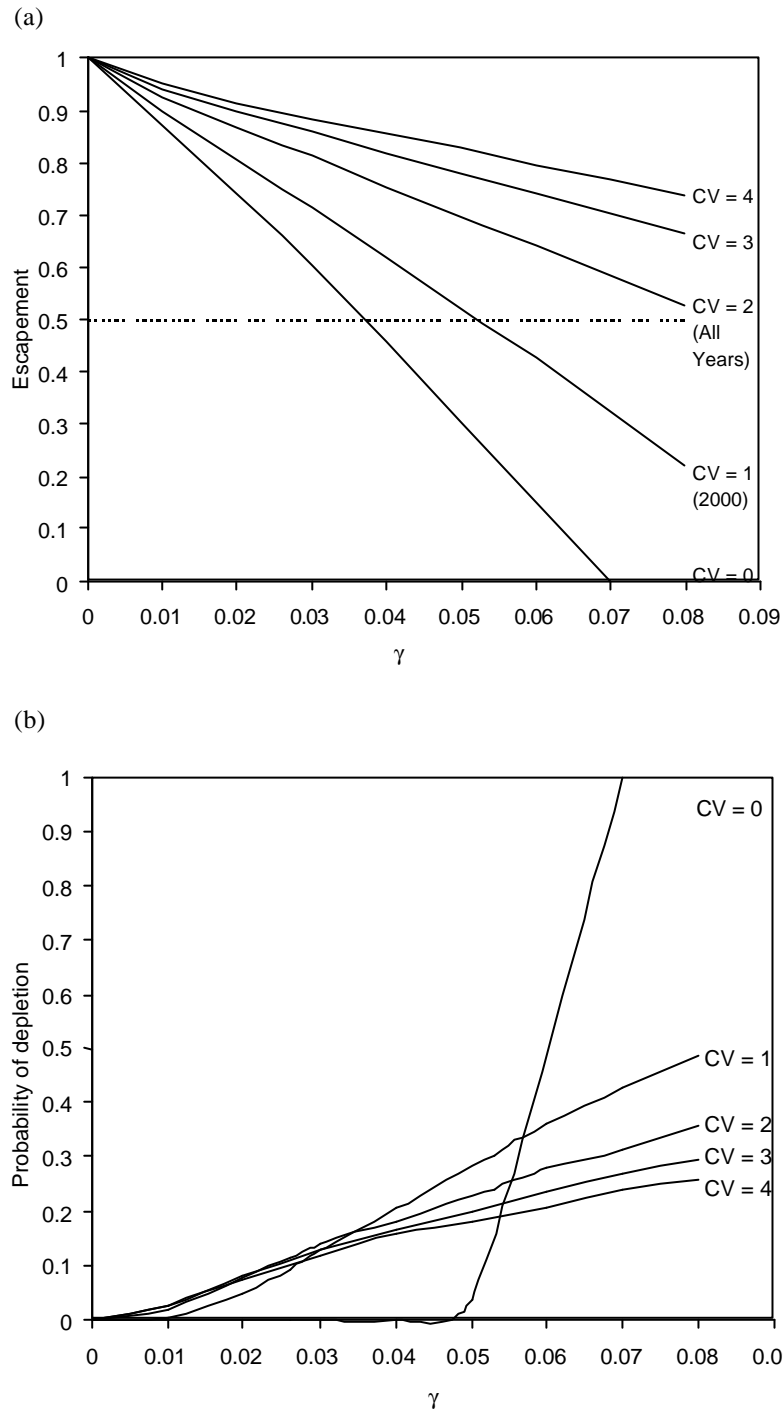 (a)
1
0.9
0.8
0.7
0.6
0.5
0.4
0.3
0.2
0.1
0
Escapement
CV = 4
CV = 3
CV = 2
(All
Years)
CV = 1
(2000)
CV = 0
0 0.01 0.02 0.03 0.04 0.05 0.06 0.07 0.08 0.09
γ
(b)
1
0.9
0.8
0.7
0.6
0.5
0.4
0.3
0.2
0.1
0
Probability of depletion
CV = 0
CV = 1
CV = 2
CV = 3
CV = 4
0 0.01 0.02 0.03 0.04 0.05 0.06 0.07 0.08 0.0
γ